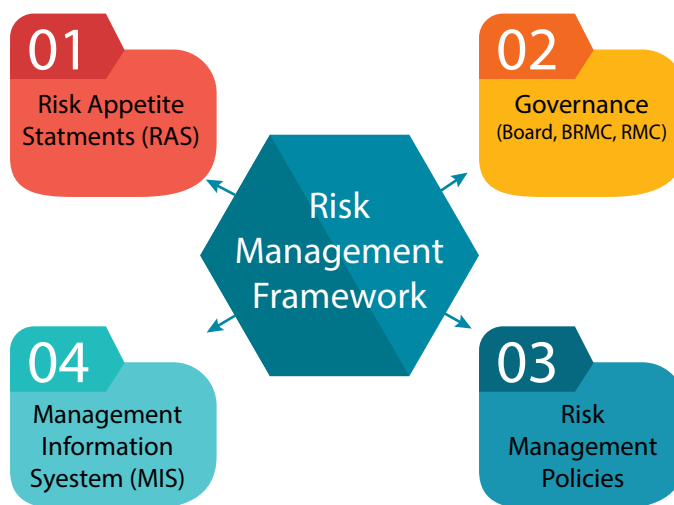 01
Risk Appetite
Statments (RAS)
02
Governance
(Board, BRMC, RMC)
Risk
Management
Framework
04
Management
Information
Syestem (MIS)
03
Risk
Management
Policies